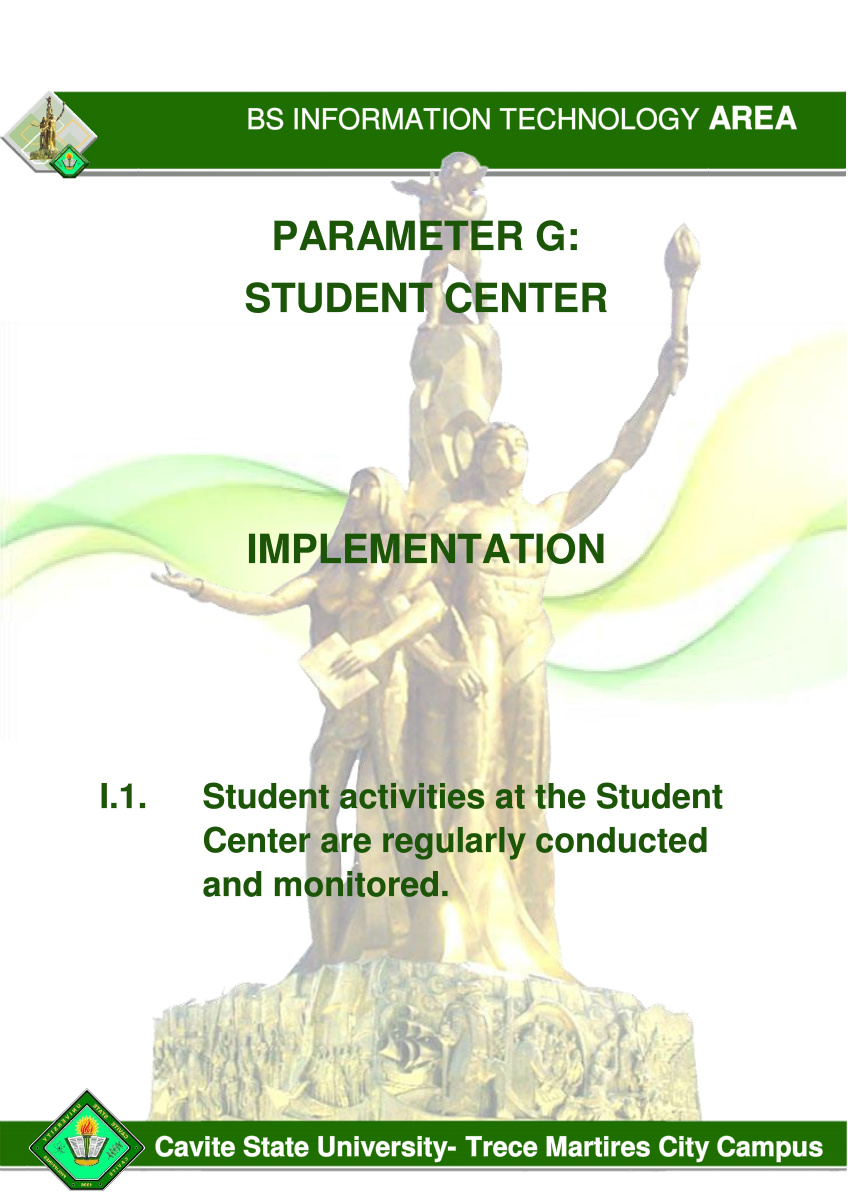 BS INFORMATION TECHNOLOGY AREA
PARAMETER G:
STUDENT CENTER
IMPLEMENTATION
I.1. Student activities at the Student
Center are regularly conducted
and monitored.
Cavite State University- Trece Martires City Campus